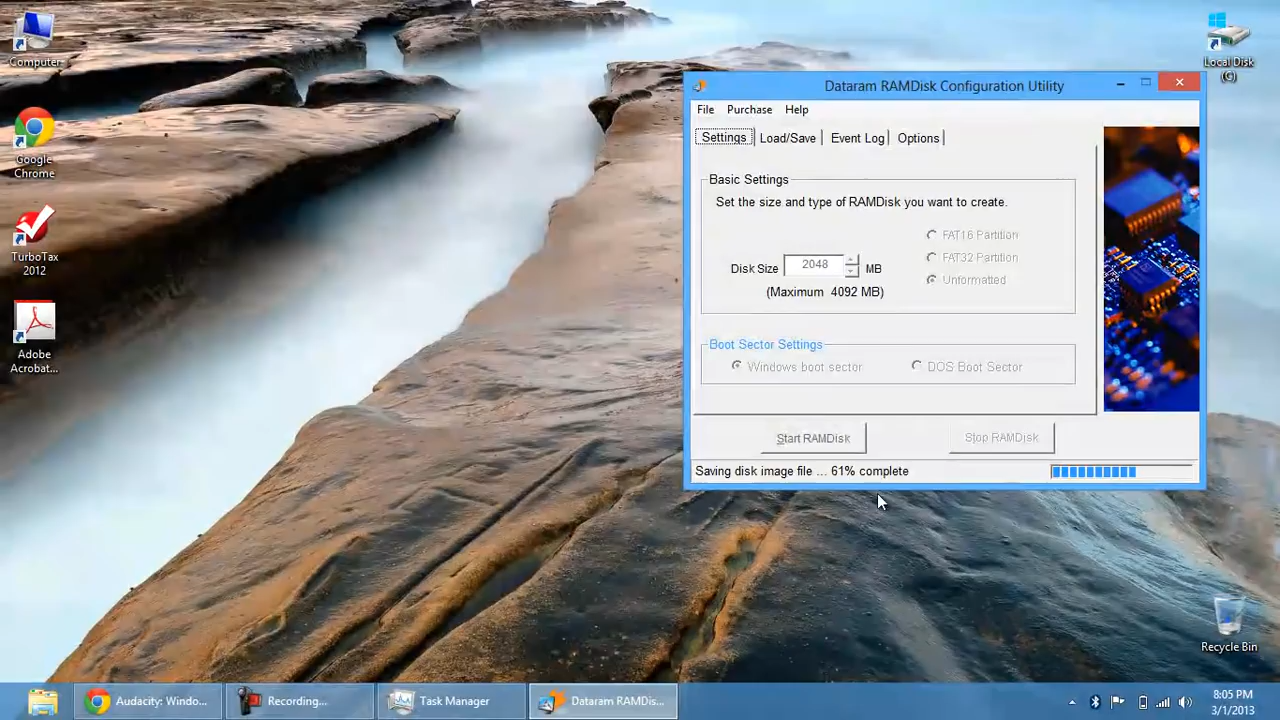 Computer
Google
Chrome
TurboTax
2012
Adobe
Acrobat...
Local Disk
(C)
Dataram RAMDisk Configuration Utility
File Purchase Help
Settings Load/Save Event Log Options
Basic Settings
Set the size and type of RAMDisk you want to create.
FAT16 Partition
FAT32 Partition
Disk Size 2048 MB
Unformatted
(Maximum 4092 MB)
Boot Sector Settings
Windows boot sector DOS Boot Sector
Start RAMDisk Stop RAMDisk
Saving disk image file ... 61% complete
Recycle Bin
Audacity: Windo... Recording... Task Manager Dataram RAMDis...
8:05 PM
3/1/2013